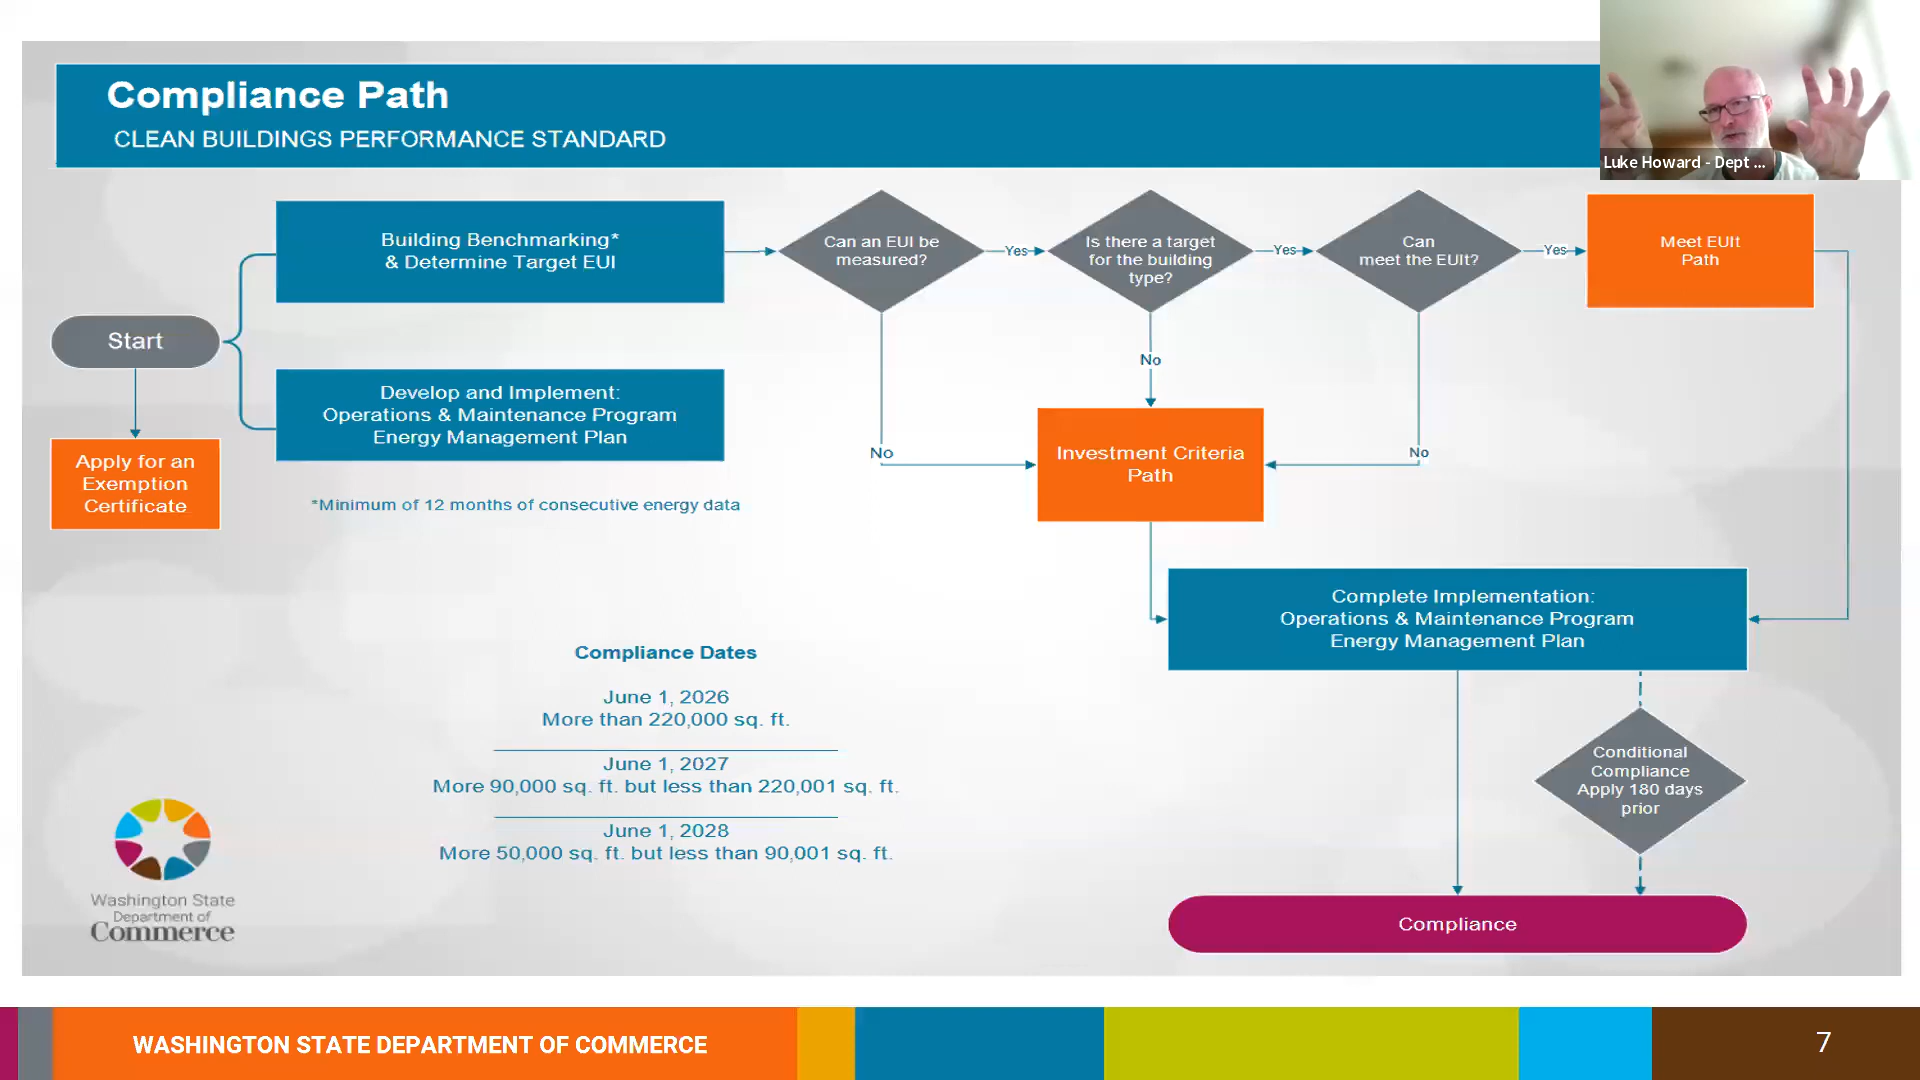 Compliance Path
CLEAN BUILDINGS PERFORMANCE STANDARD
Luke Howard - Dept ...
Start
Apply for an
Exemption
Certificate
Building Benchmarking*
& Determine Target EUI
Develop and Implement:
Operations & Maintenance Program
Energy Management Plan
*Minimum of 12 months of consecutive energy data
Can an EUI be
measured?
Yes
No
Is there a target
for the building
type?
Yes
No
Can
meet the EUIt?
Yes
No
Meet EUIt
Path
Investment Criteria
Path
Complete Implementation:
Operations & Maintenance Program
Energy Management Plan
Conditional
Compliance
Apply 180 days
prior
Compliance
Compliance Dates
June 1, 2026
More than 220,000 sq. ft.
June 1, 2027
More 90,000 sq. ft. but less than 220,001 sq. ft.
June 1, 2028
More 50,000 sq. ft. but less than 90,001 sq. ft.
Washington State
Department of
Commerce
WASHINGTON STATE DEPARTMENT OF COMMERCE
7